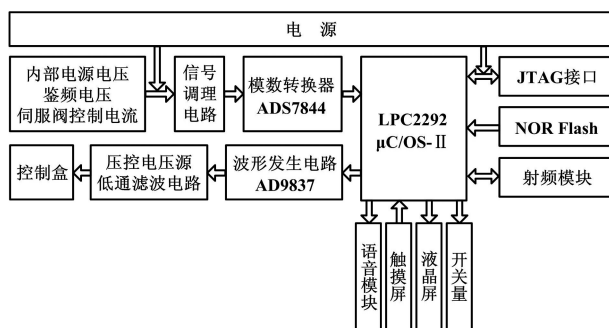 电 源
内部电源电压
鉴频电压
伺服阀控制电流
信号
调理
电路
模数转换器
ADS7844
LPC2292
μC/OS-Ⅱ
JTAG接口
NOR Flash
射频模块
控制盒
压控电压源
低通滤波电路
波形发生电路
AD9837
语音模块
触摸屏
液晶屏
开关量